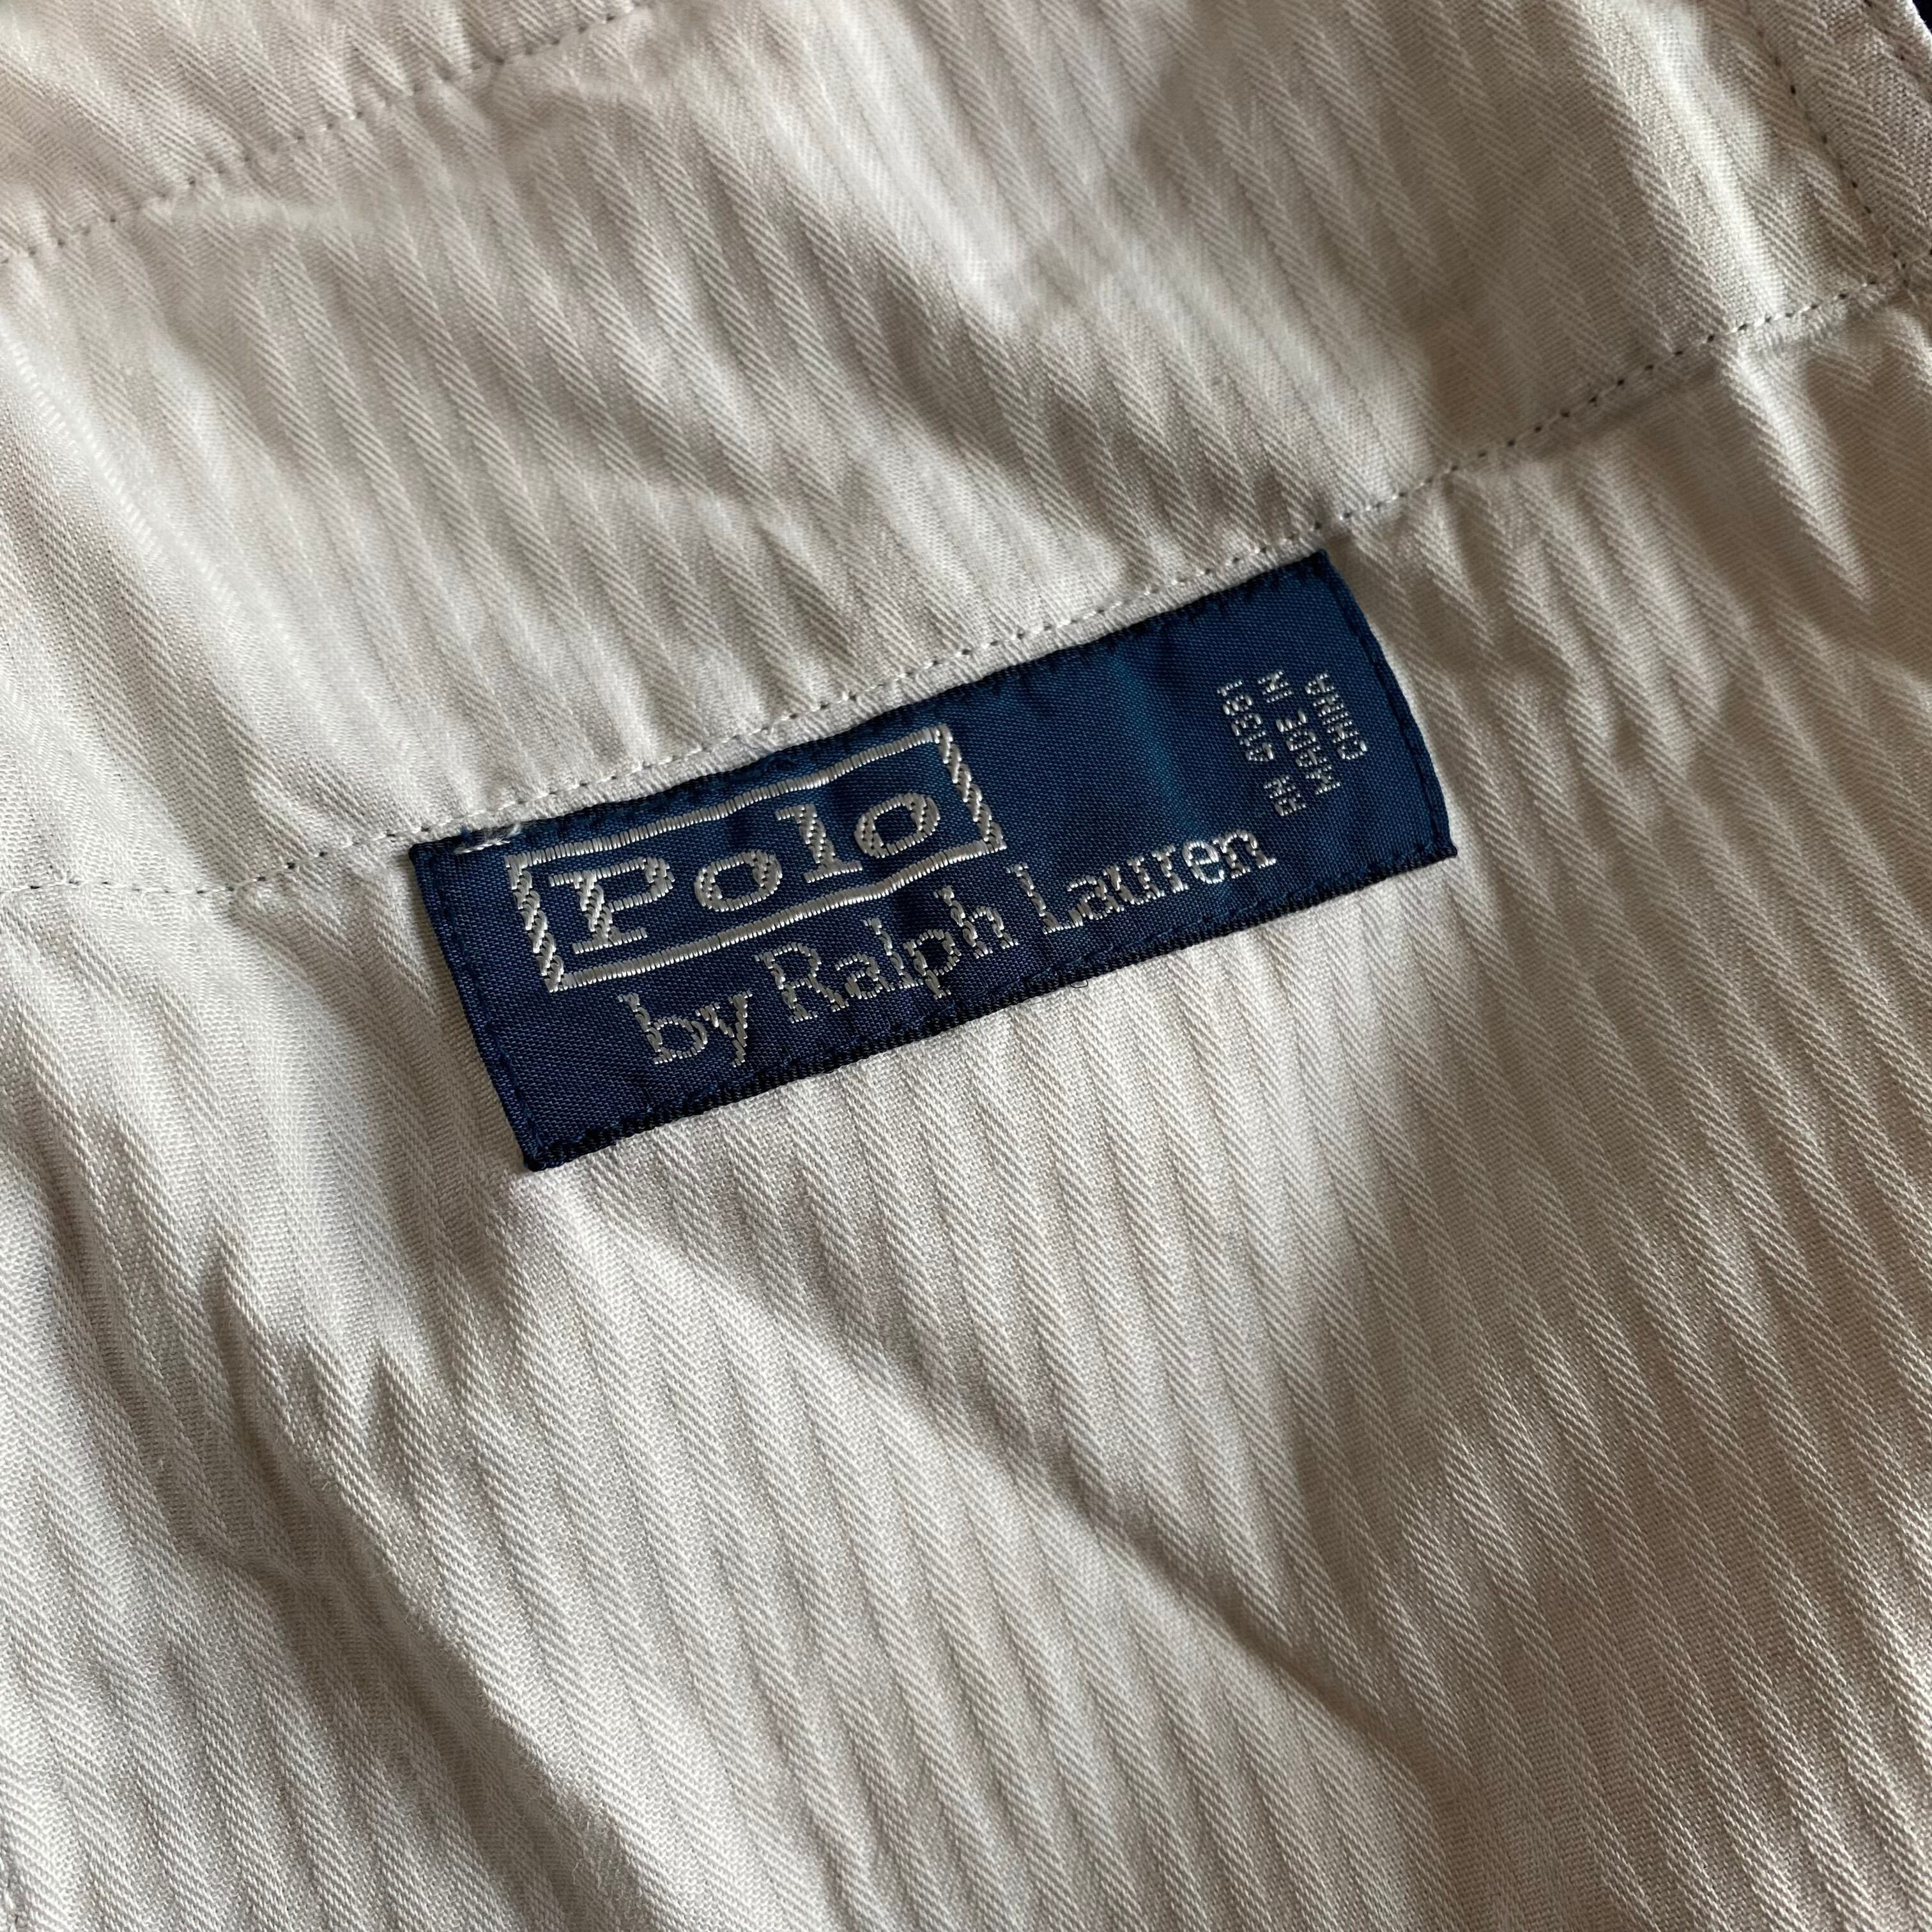 Polo
by Ralph Lauren
RN 41381
MADE IN
CHINA